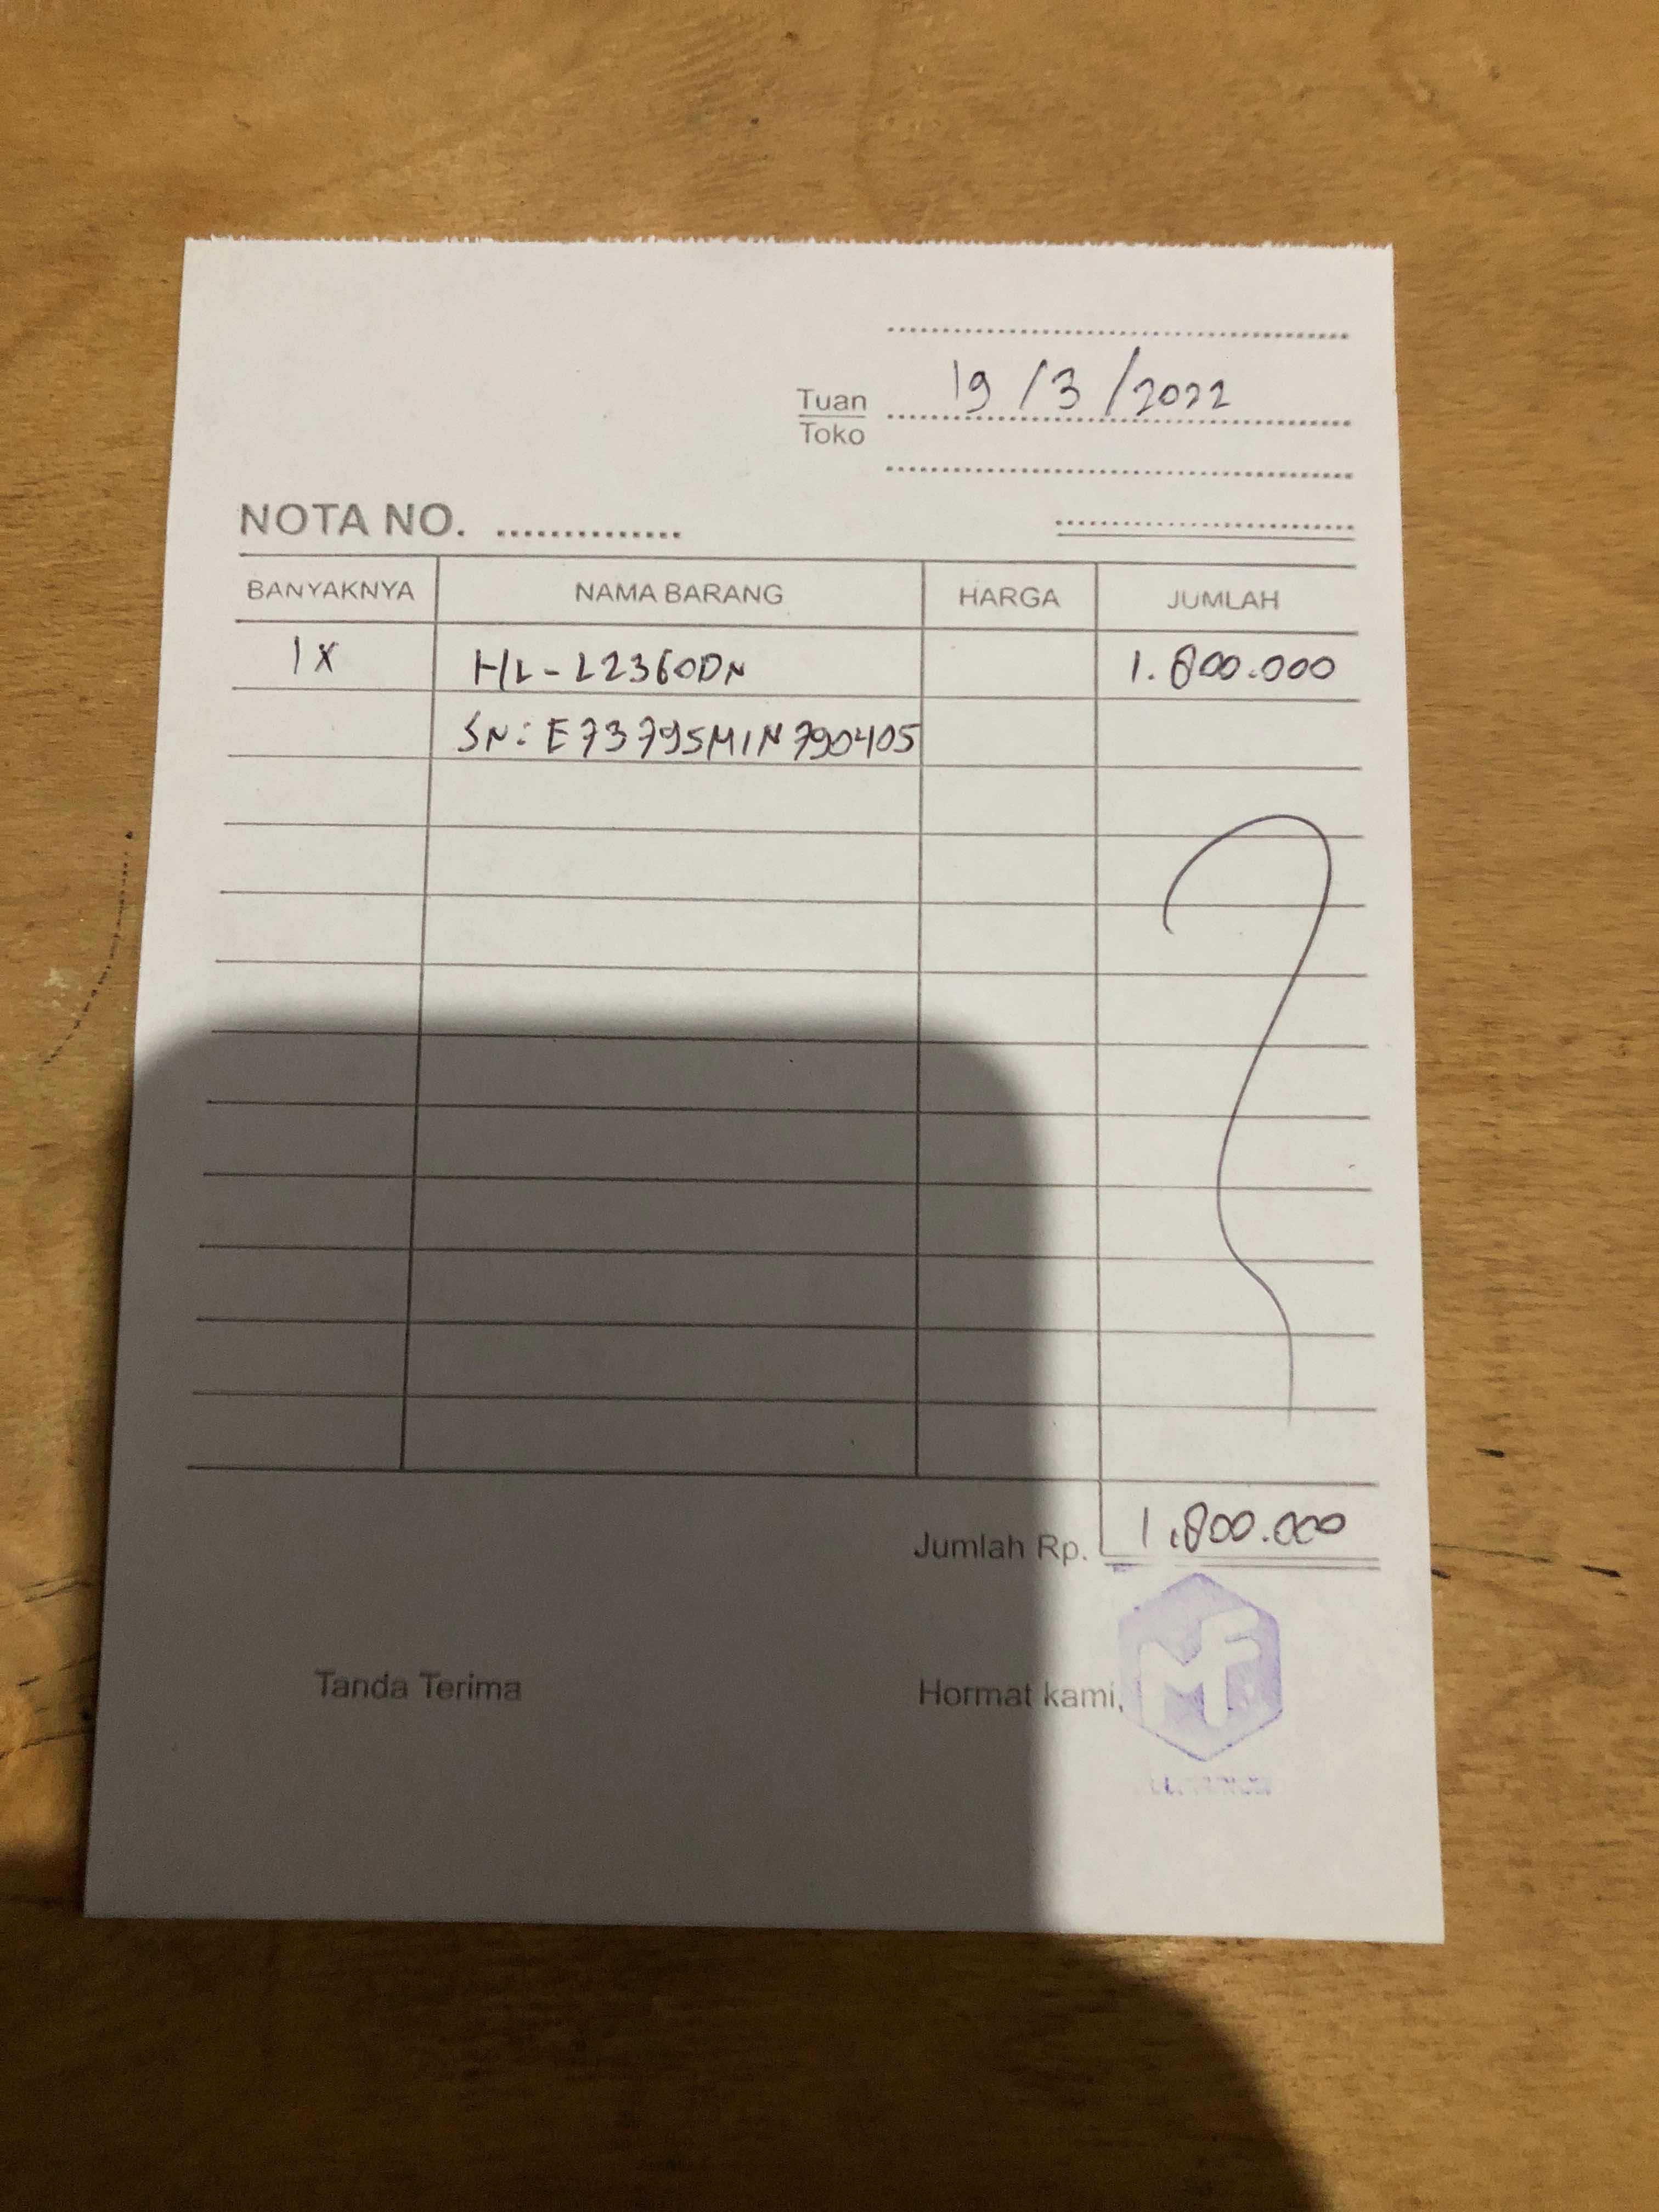 19/3/2022
Tuan
Toko
NOTA NO. ..............
BANYAKNYA NAMA BARANG HARGA JUMLAH
1X HL-L2360DN 1.800.000
SN: E73795M1N790405
Jumlah Rp. 1.800.000
Tanda Terima Hormat kami,
MF